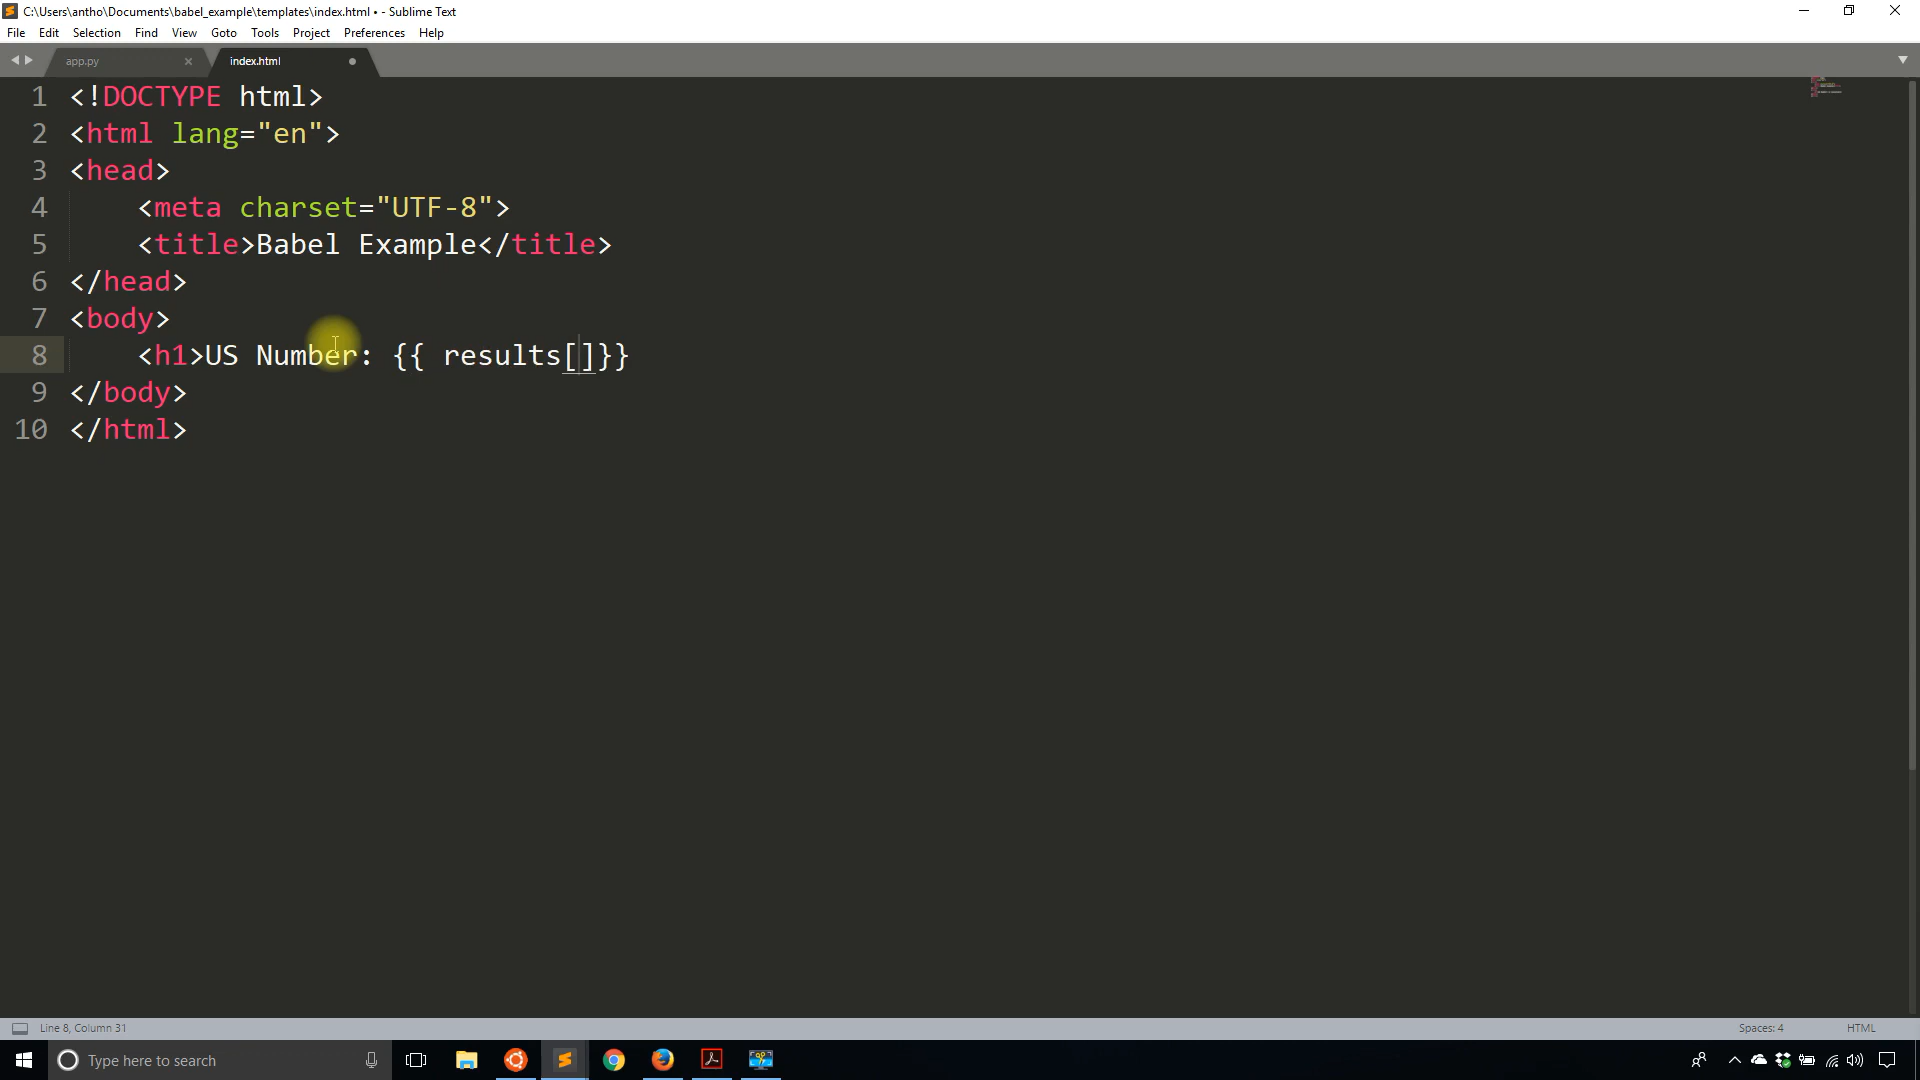 C:\Users\antho\Documents\babel_example\templates\index.html • - Sublime Text
File Edit Selection Find View Goto Tools Project Preferences Help
app.py index.html
1 <!DOCTYPE html>
2 <html lang="en">
3 <head>
4     <meta charset="UTF-8">
5     <title>Babel Example</title>
6 </head>
7 <body>
8     <h1>US Number: {{ results[]}}
9 </body>
10 </html>
Line 8, Column 31 Spaces: 4 HTML
Type here to search